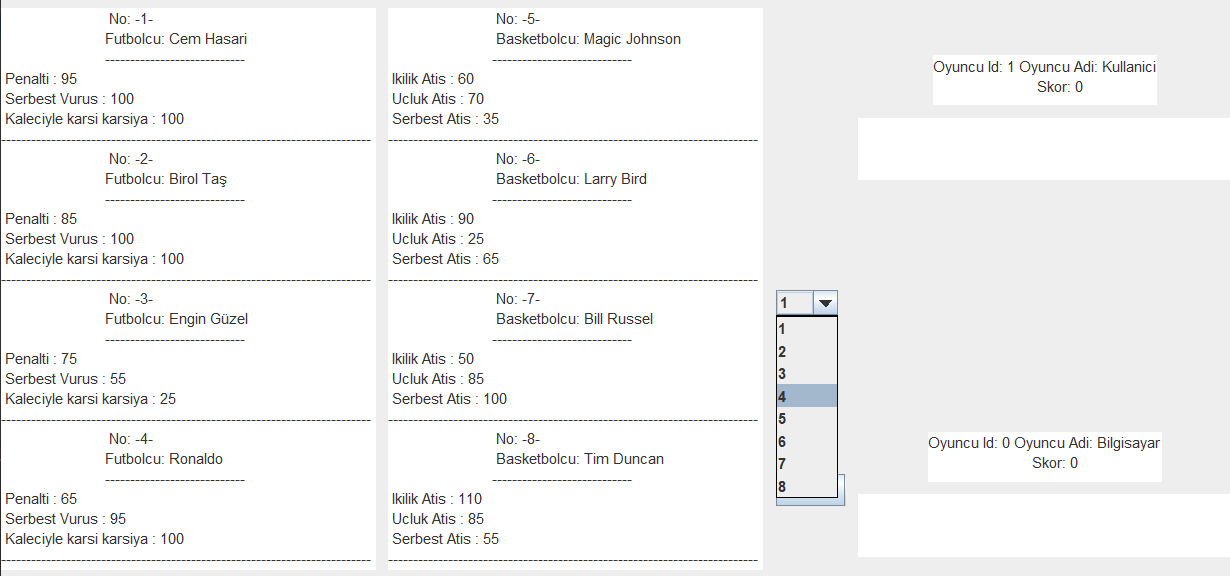 No: -1-
Futbolcu: Cem Hasari
----------------------------
Penalti : 95
Serbest Vurus : 100
Kaleciyle karsi karsiya : 100
--------------------------------------------------------------------------
No: -2-
Futbolcu: Birol Taş
----------------------------
Penalti : 85
Serbest Vurus : 100
Kaleciyle karsi karsiya : 100
--------------------------------------------------------------------------
No: -3-
Futbolcu: Engin Güzel
----------------------------
Penalti : 75
Serbest Vurus : 55
Kaleciyle karsi karsiya : 25
--------------------------------------------------------------------------
No: -4-
Futbolcu: Ronaldo
----------------------------
Penalti : 65
Serbest Vurus : 95
Kaleciyle karsi karsiya : 100
--------------------------------------------------------------------------
No: -5-
Basketbolcu: Magic Johnson
----------------------------
Ikilik Atis : 60
Ucluk Atis : 70
Serbest Atis : 35
--------------------------------------------------------------------------
No: -6-
Basketbolcu: Larry Bird
----------------------------
Ikilik Atis : 90
Ucluk Atis : 25
Serbest Atis : 65
--------------------------------------------------------------------------
No: -7-
Basketbolcu: Bill Russel
----------------------------
Ikilik Atis : 50
Ucluk Atis : 85
Serbest Atis : 100
--------------------------------------------------------------------------
No: -8-
Basketbolcu: Tim Duncan
----------------------------
Ikilik Atis : 110
Ucluk Atis : 85
Serbest Atis : 55
--------------------------------------------------------------------------
1
1
2
3
4
5
6
7
8
Oyuncu Id: 1 Oyuncu Adi: Kullanici
Skor: 0
Oyuncu Id: 0 Oyuncu Adi: Bilgisayar
Skor: 0